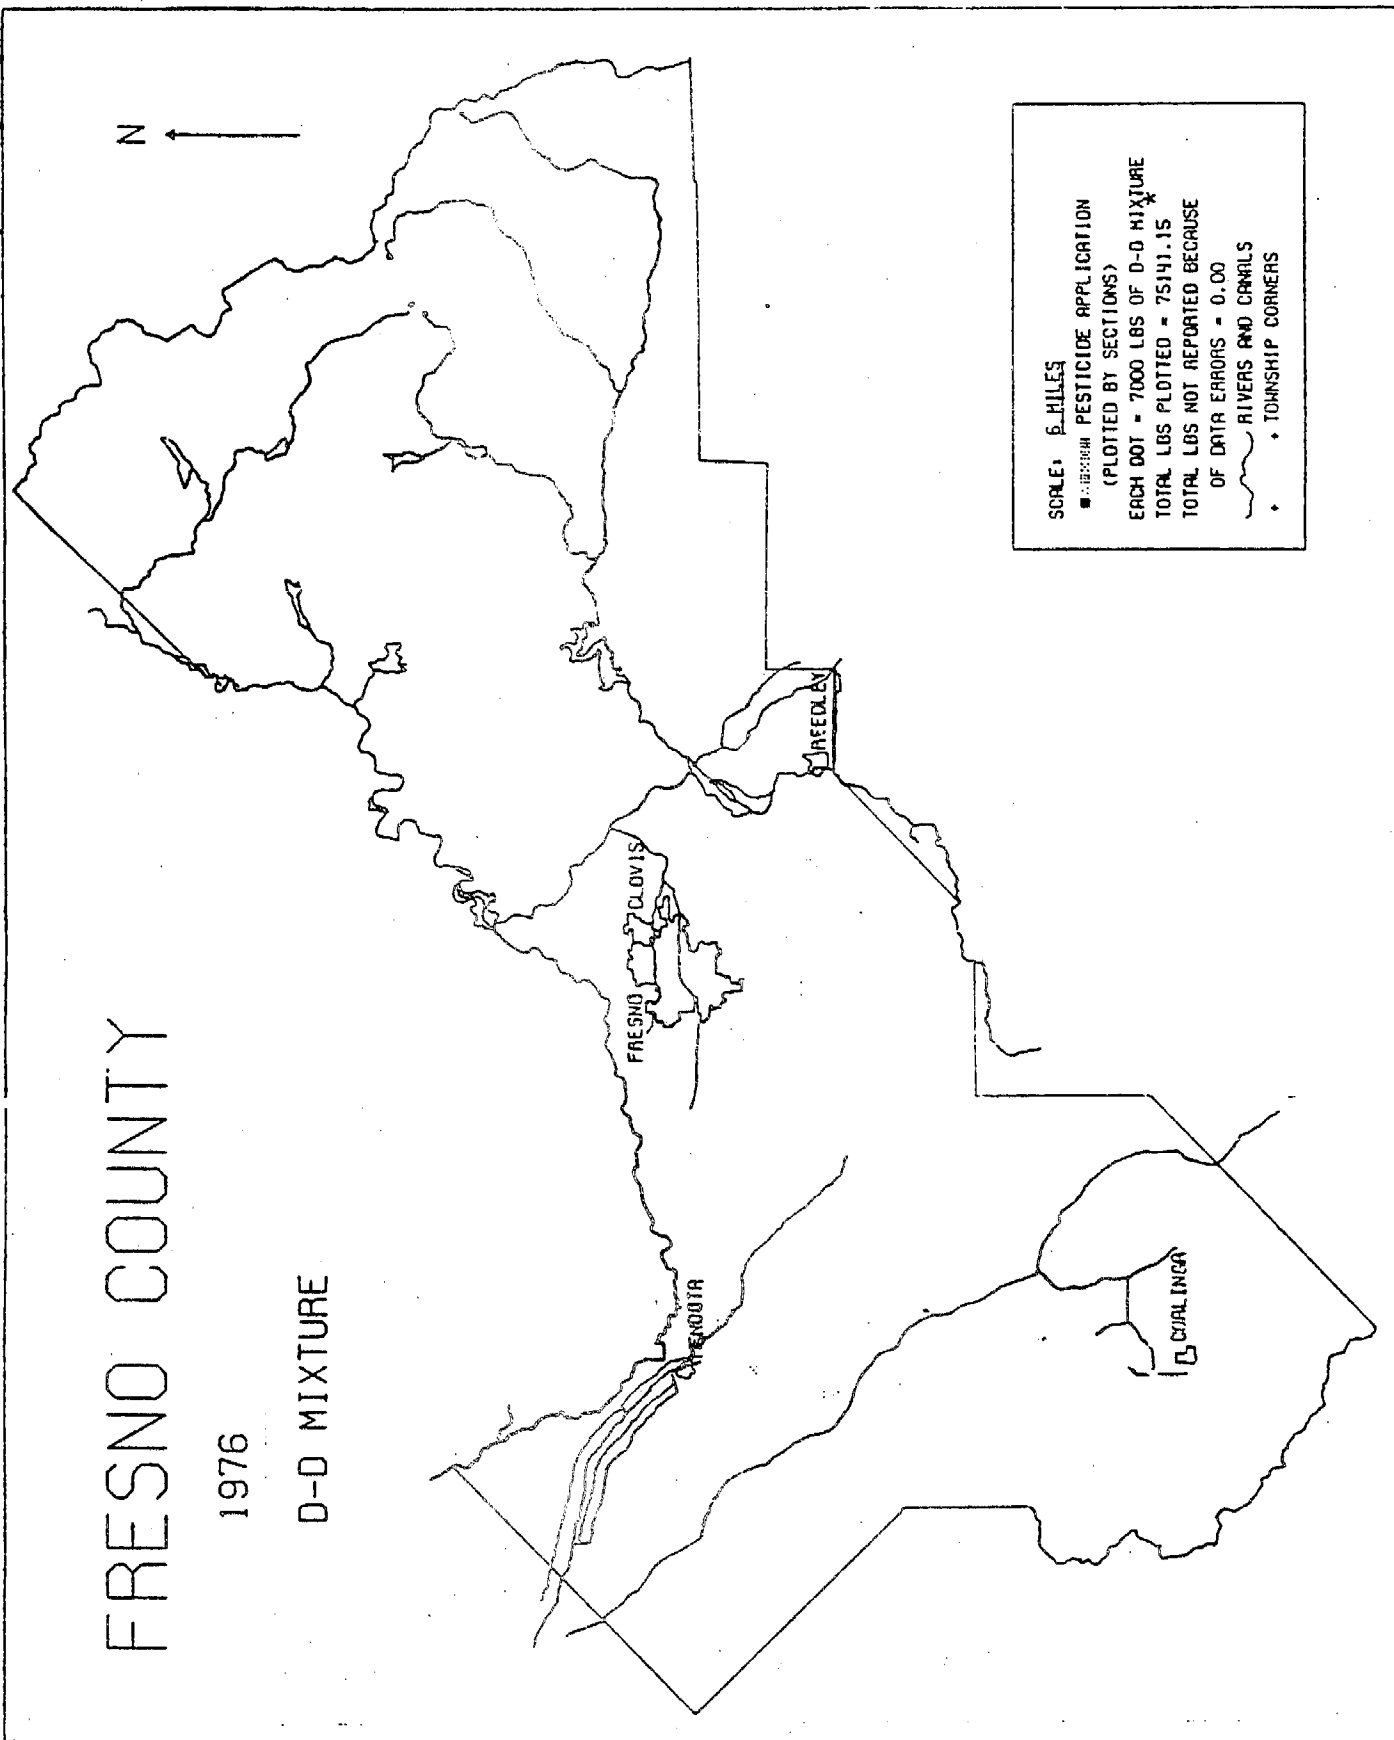 FRESNO COUNTY
1976
D-D MIXTURE
N
FRESNO
CLOVIS
REEDLEY
MENDOTA
COALINGA
SCALE: 6 MILES
PESTICIDE APPLICATION
(PLOTTED BY SECTIONS)
EACH DOT = 7000 LBS OF D-D MIXTURE
TOTAL LBS PLOTTED = 75141.15 *
TOTAL LBS NOT REPORTED BECAUSE
OF DATA ERRORS = 0.00
RIVERS AND CANALS
+ + TOWNSHIP CORNERS